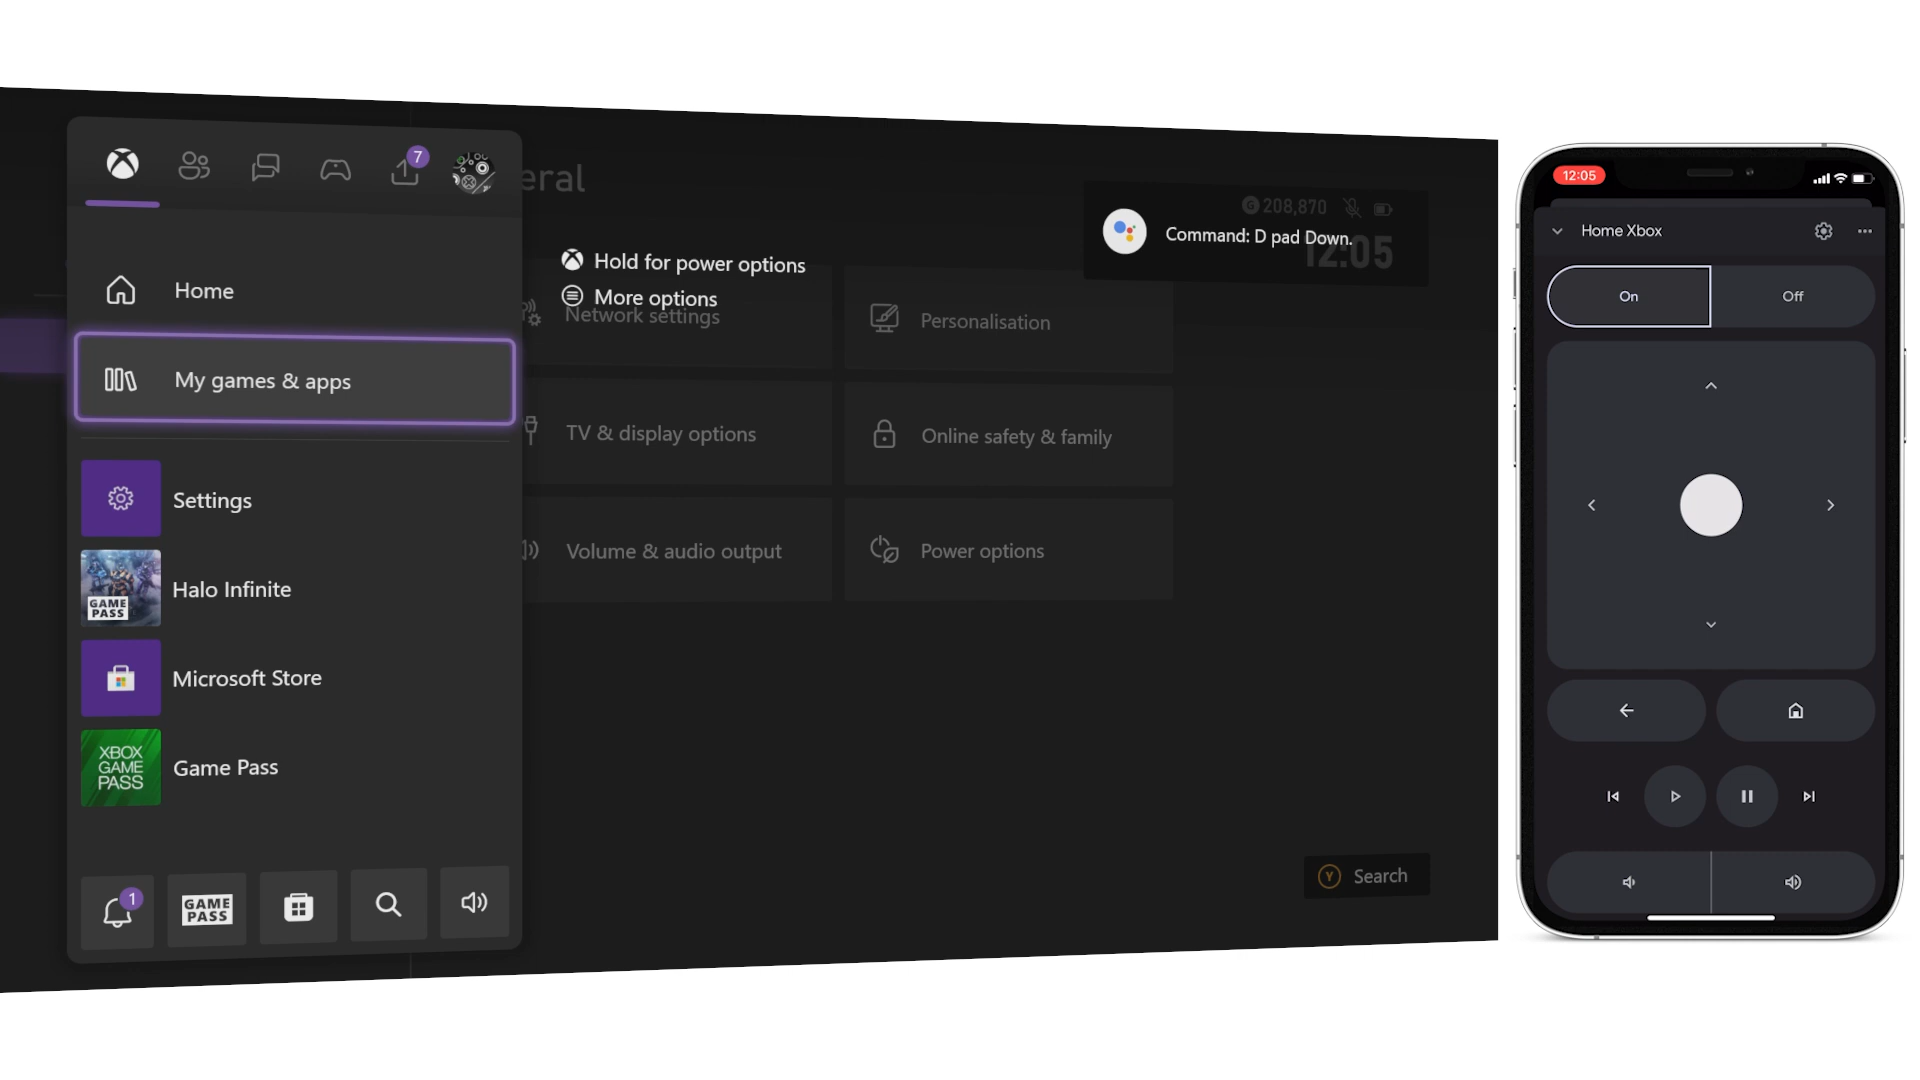 7
eral
Home
My games & apps
Settings
GAME PASS
Halo Infinite
Microsoft Store
XBOX
GAME
PASS
Game Pass
1
GAME
PASS
Hold for power options
More options
Network settings
Personalisation
TV & display options
Online safety & family
Volume & audio output
Power options
G 208,870
Command: D pad Down.
12:05
Y Search
12:05
Home Xbox
On
Off